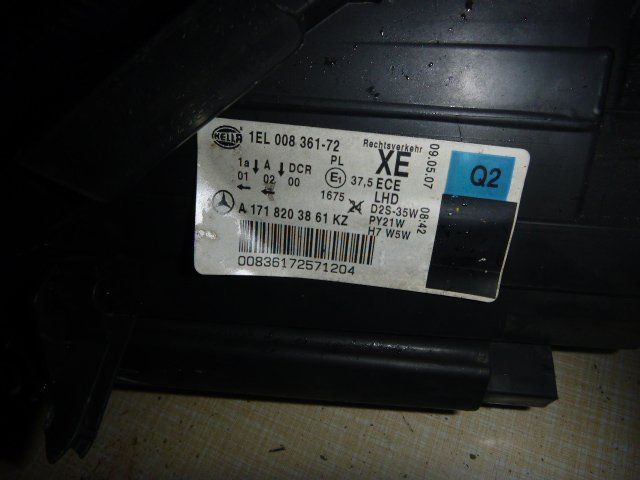 HELLA 1EL 008 361-72
Rechtsverkehr
09.05.07 08:42
1a A DCR PL
XE
01 02 00
E1 37,5 ECE
1675 LHD
D2S-35W
PY21W
H7 W5W
Q2
A 171 820 38 61 KZ
00836172571204